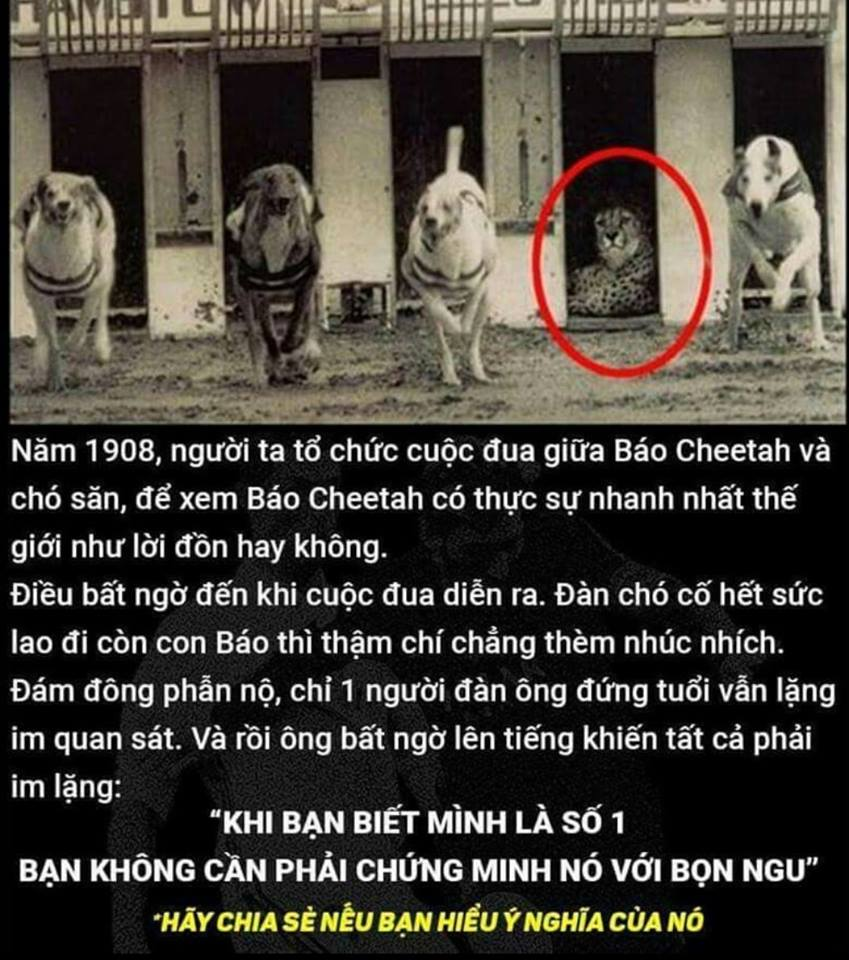 Năm 1908, người ta tổ chức cuộc đua giữa Báo Cheetah và
chó săn, để xem Báo Cheetah có thực sự nhanh nhất thế
giới như lời đồn hay không.
Điều bất ngờ đến khi cuộc đua diễn ra. Đàn chó cố hết sức
lao đi còn con Báo thì thậm chí chẳng thèm nhúc nhích.
Đám đông phẫn nộ, chỉ 1 người đàn ông đứng tuổi vẫn lặng
im quan sát. Và rồi ông bất ngờ lên tiếng khiến tất cả phải
im lặng:
“KHI BẠN BIẾT MÌNH LÀ SỐ 1
BẠN KHÔNG CẦN PHẢI CHỨNG MINH NÓ VỚI BỌN NGU”
*HÃY CHIA SẺ NẾU BẠN HIỂU Ý NGHĨA CỦA NÓ